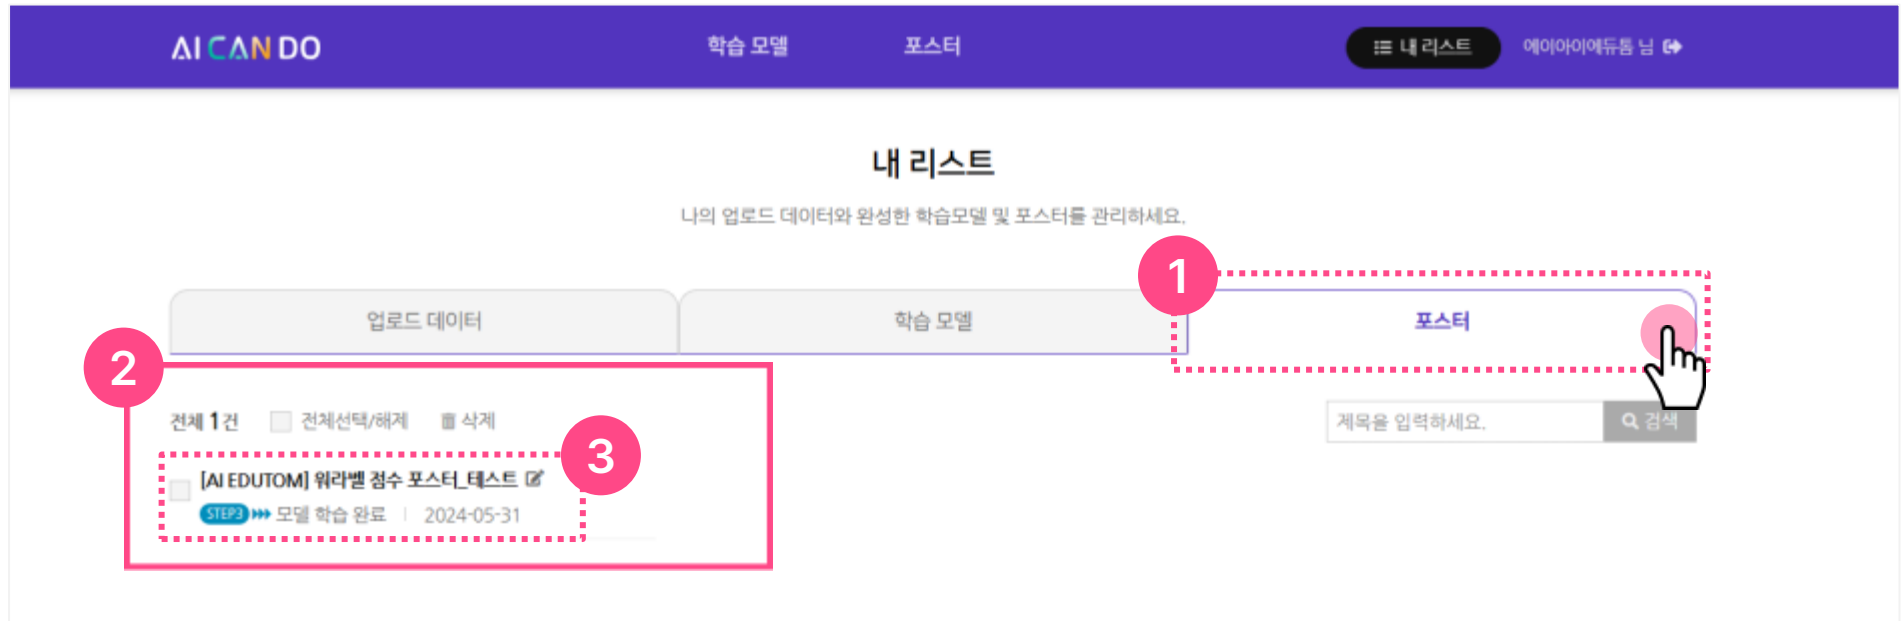 AI CAN DO
학습 모델
포스터
내 리스트
에이아이에듀톰 님
내 리스트
나의 업로드 데이터와 완성한 학습모델 및 포스터를 관리하세요.
1
업로드 데이터
학습 모델
포스터
2
전체 1건
전체선택/해제
삭제
제목을 입력하세요.
검색
3
[AI EDUTOM] 워라벨 점수 포스터_테스트
STEP3 모델 학습 완료 | 2024-05-31